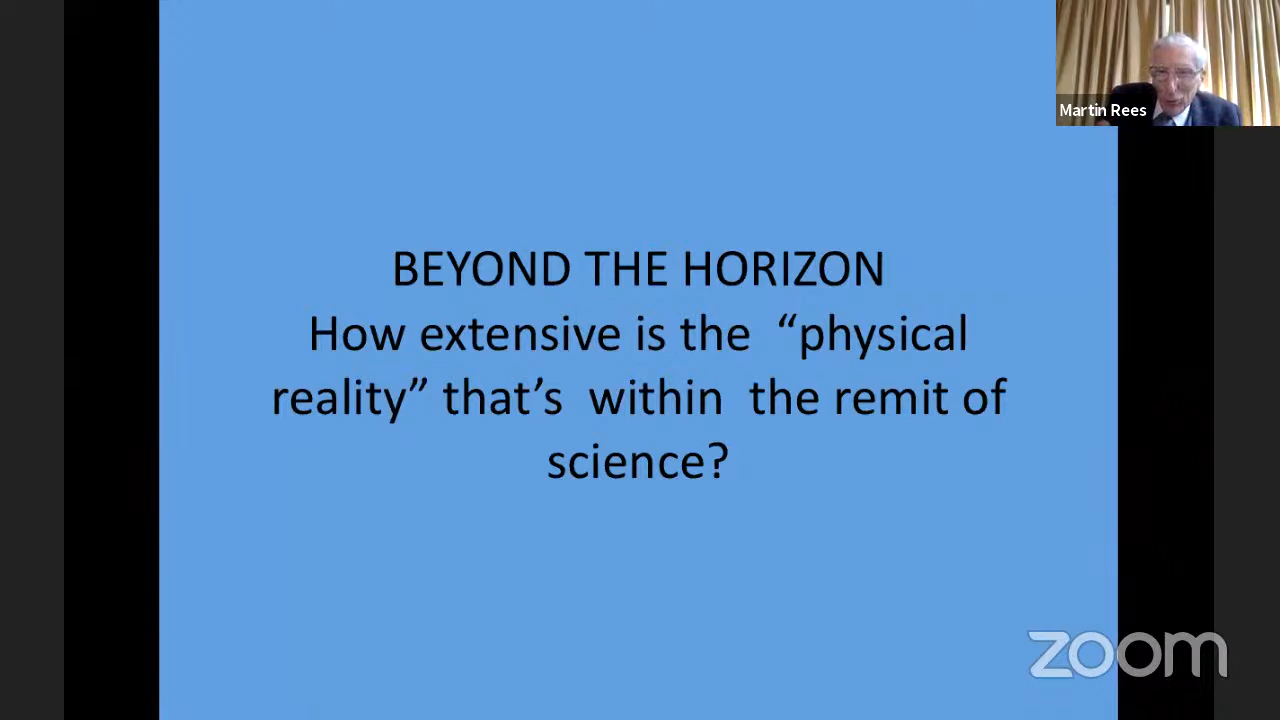 Martin Rees
BEYOND THE HORIZON
How extensive is the “physical
reality” that’s within the remit of
science?
zoom